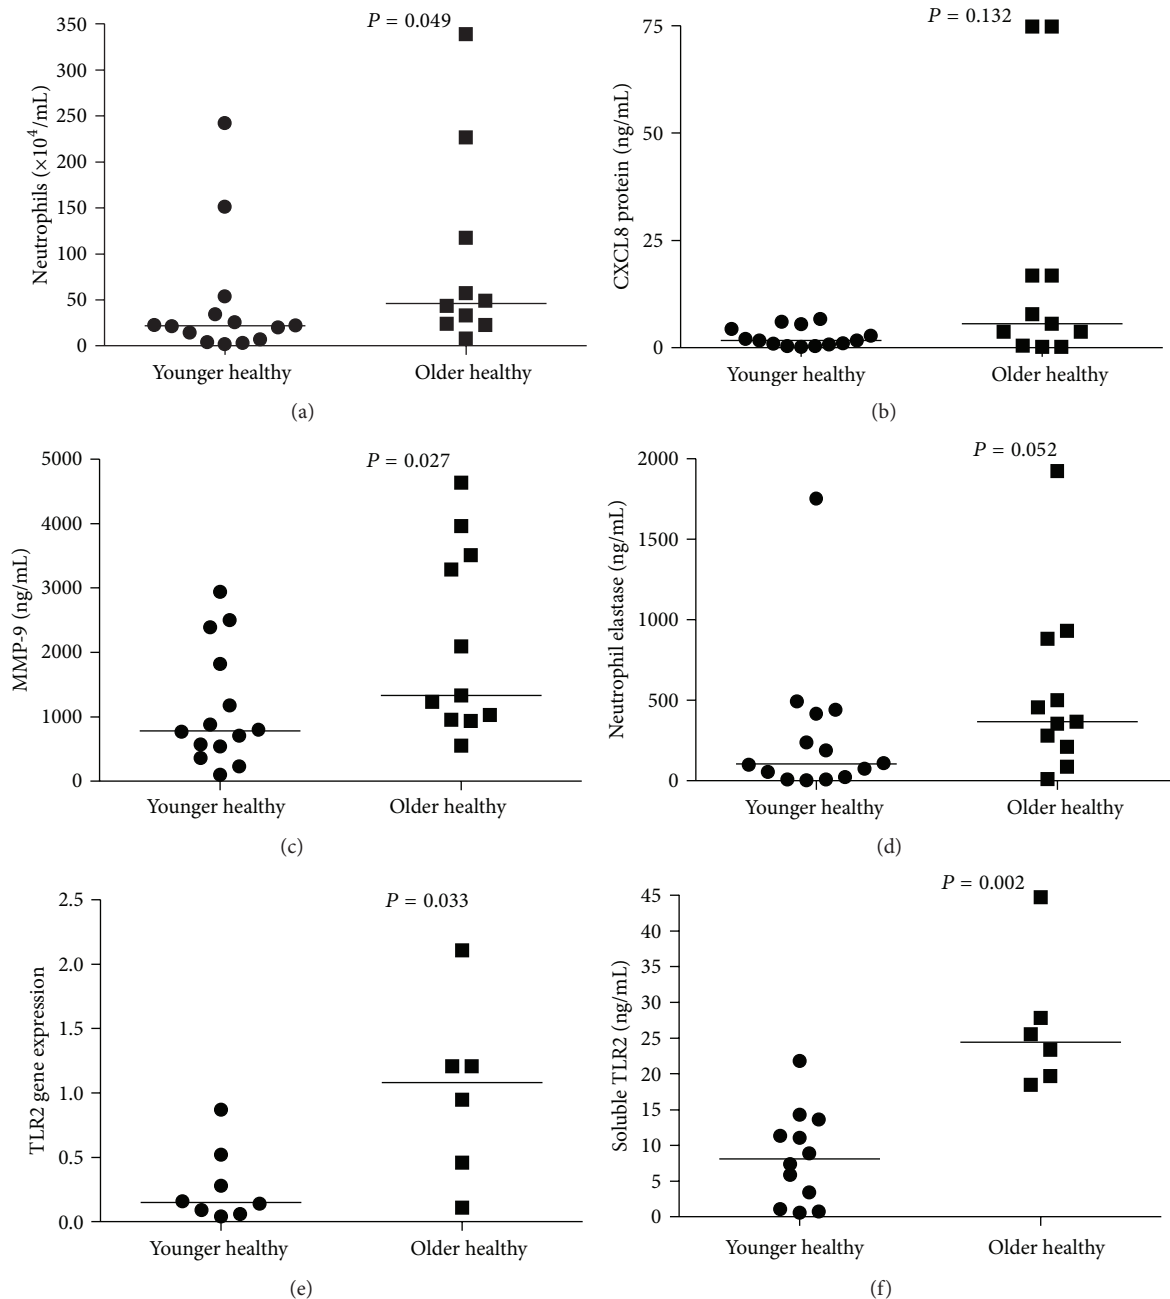 P = 0.049
Neutrophils (×10⁴/mL)
350
300
250
200
150
100
50
0
Younger healthy
Older healthy
(a)
P = 0.132
CXCL8 protein (ng/mL)
75
50
25
0
Younger healthy
Older healthy
(b)
P = 0.027
MMP-9 (ng/mL)
5000
4000
3000
2000
1000
0
Younger healthy
Older healthy
(c)
P = 0.052
Neutrophil elastase (ng/mL)
2000
1500
1000
500
0
Younger healthy
Older healthy
(d)
P = 0.033
TLR2 gene expression
2.5
2.0
1.5
1.0
0.5
0.0
Younger healthy
Older healthy
(e)
P = 0.002
Soluble TLR2 (ng/mL)
45
40
35
30
25
20
15
10
5
0
Younger healthy
Older healthy
(f)